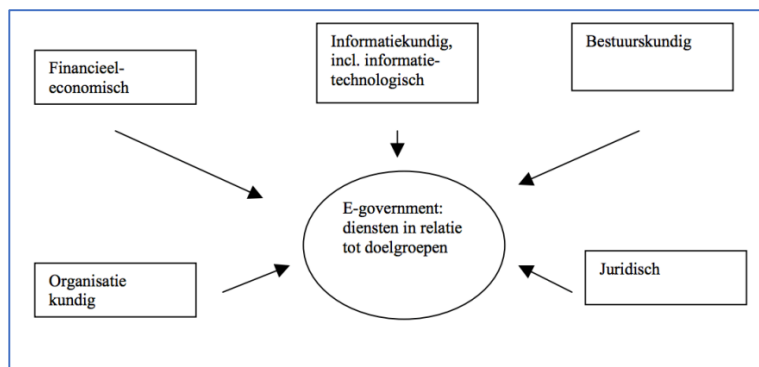 Financieel-
economisch
Informatiekundig,
incl. informatie-
technologisch
Bestuurskundig
E-government:
diensten in relatie
tot doelgroepen
Organisatie
kundig
Juridisch